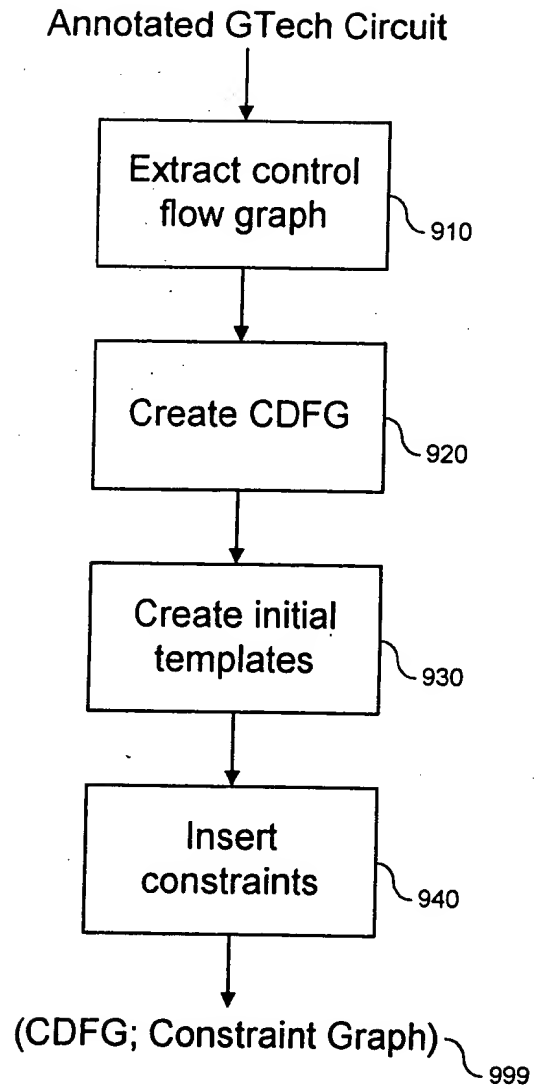 Annotated GTech Circuit
Extract control
flow graph
910
Create CDFG
920
Create initial
templates
930
Insert
constraints
940
(CDFG; Constraint Graph)
999